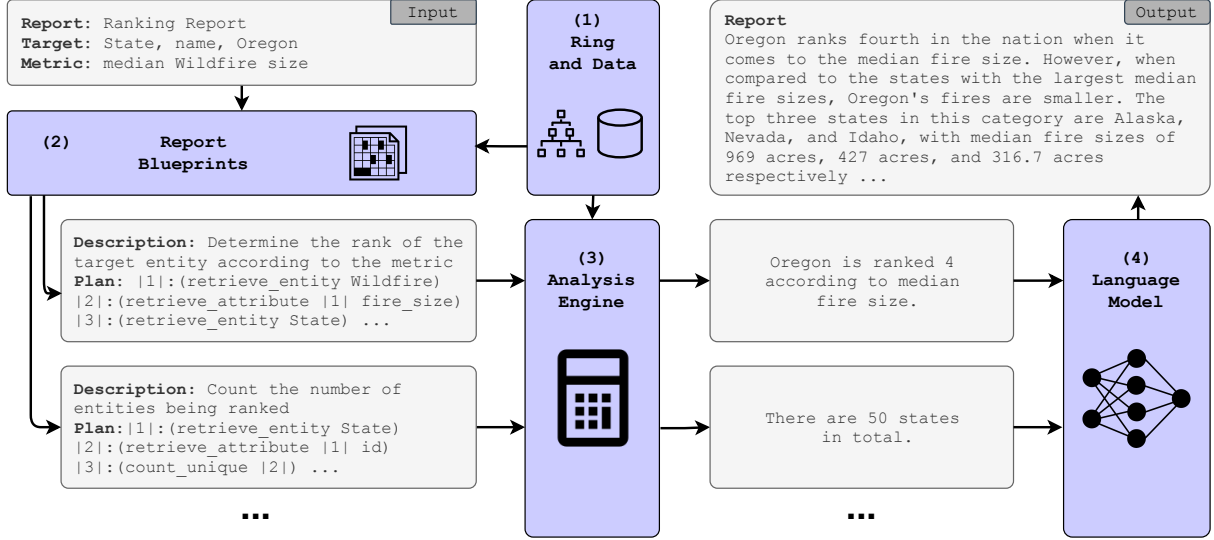 Input
Report: Ranking Report
Target: State, name, Oregon
Metric: median Wildfire size
(1)
Ring
and Data
Output
Report
Oregon ranks fourth in the nation when it
comes to the median fire size. However, when
compared to the states with the largest median
fire sizes, Oregon's fires are smaller. The
top three states in this category are Alaska,
Nevada, and Idaho, with median fire sizes of
969 acres, 427 acres, and 316.7 acres
respectively ...
(2)
Report
Blueprints
Description: Determine the rank of the
target entity according to the metric
Plan: |1|:(retrieve_entity Wildfire)
|2|:(retrieve_attribute |1| fire_size)
|3|:(retrieve_entity State) ...
(3)
Analysis
Engine
Oregon is ranked 4
according to median
fire size.
(4)
Language
Model
Description: Count the number of
entities being ranked
Plan:|1|:(retrieve_entity State)
|2|:(retrieve_attribute |1| id)
|3|:(count_unique |2|) ...
There are 50 states
in total.
...
...